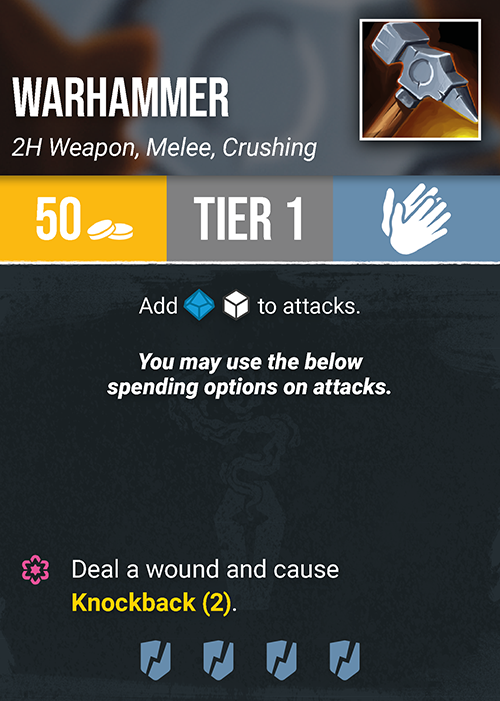 WARHAMMER
2H Weapon, Melee, Crushing
50
TIER 1
Add to attacks.
You may use the below
spending options on attacks.
Deal a wound and cause
Knockback (2).